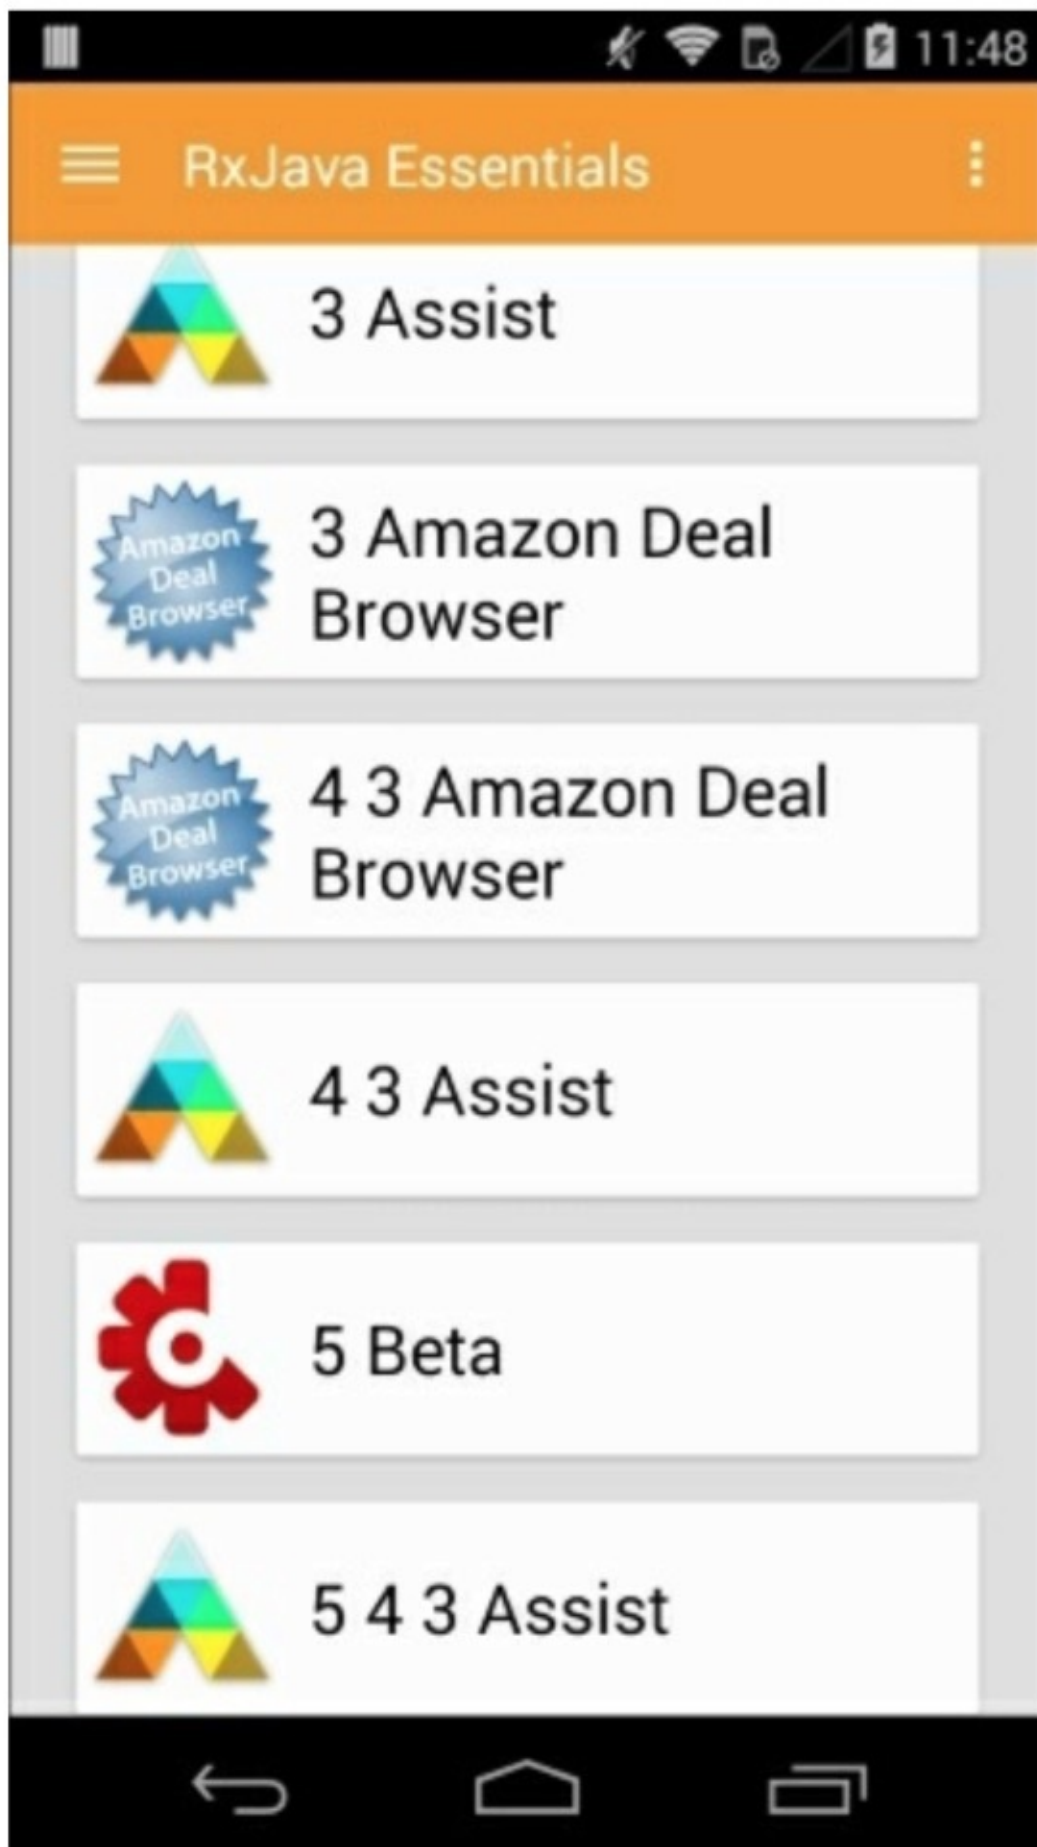 11:48
RxJava Essentials
3 Assist
Amazon
Deal
Browser
3 Amazon Deal
Browser
Amazon
Deal
Browser
4 3 Amazon Deal
Browser
4 3 Assist
5 Beta
5 4 3 Assist